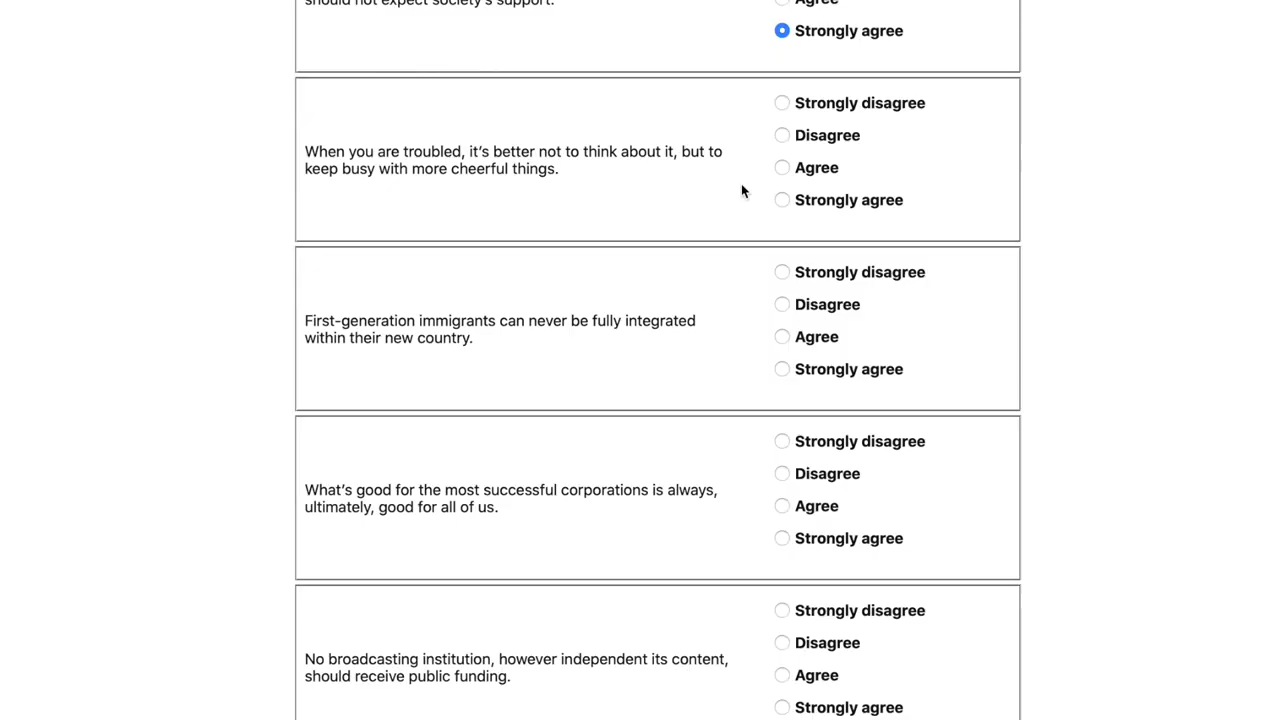 should not expect society's support.
Agree
Strongly agree
When you are troubled, it's better not to think about it, but to
keep busy with more cheerful things.
Strongly disagree
Disagree
Agree
Strongly agree
First-generation immigrants can never be fully integrated
within their new country.
Strongly disagree
Disagree
Agree
Strongly agree
What's good for the most successful corporations is always,
ultimately, good for all of us.
Strongly disagree
Disagree
Agree
Strongly agree
No broadcasting institution, however independent its content,
should receive public funding.
Strongly disagree
Disagree
Agree
Strongly agree